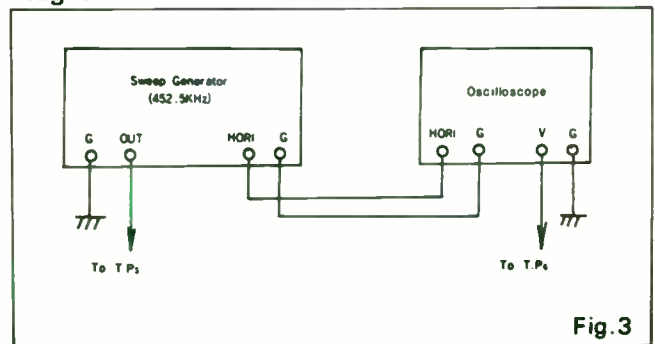 Sweep Generator
(452.5KHz)
G OUT HORI G
Oscilloscope
HORI G V G
To T.P5
To T.P6
Fig.3